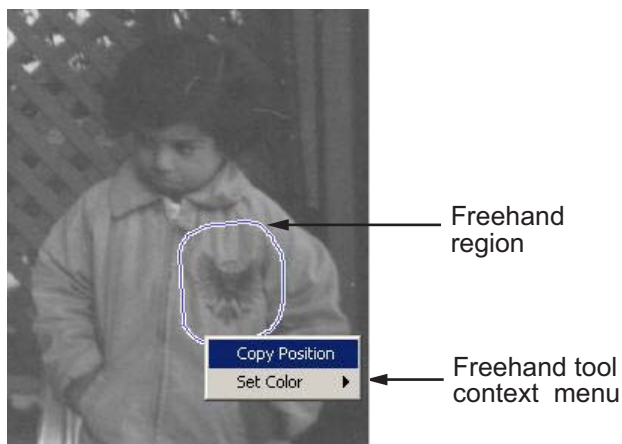 Freehand
region
Copy Position
Set Color
Freehand tool
context menu